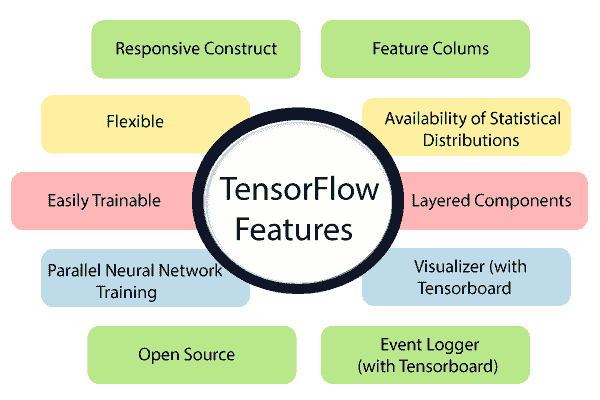 Responsive Construct
Feature Colums
Flexible
Availability of Statistical
Distributions
Easily Trainable
TensorFlow
Features
Layered Components
Parallel Neural Network
Training
Visualizer (with
Tensorboard
Open Source
Event Logger
(with Tensorboard)